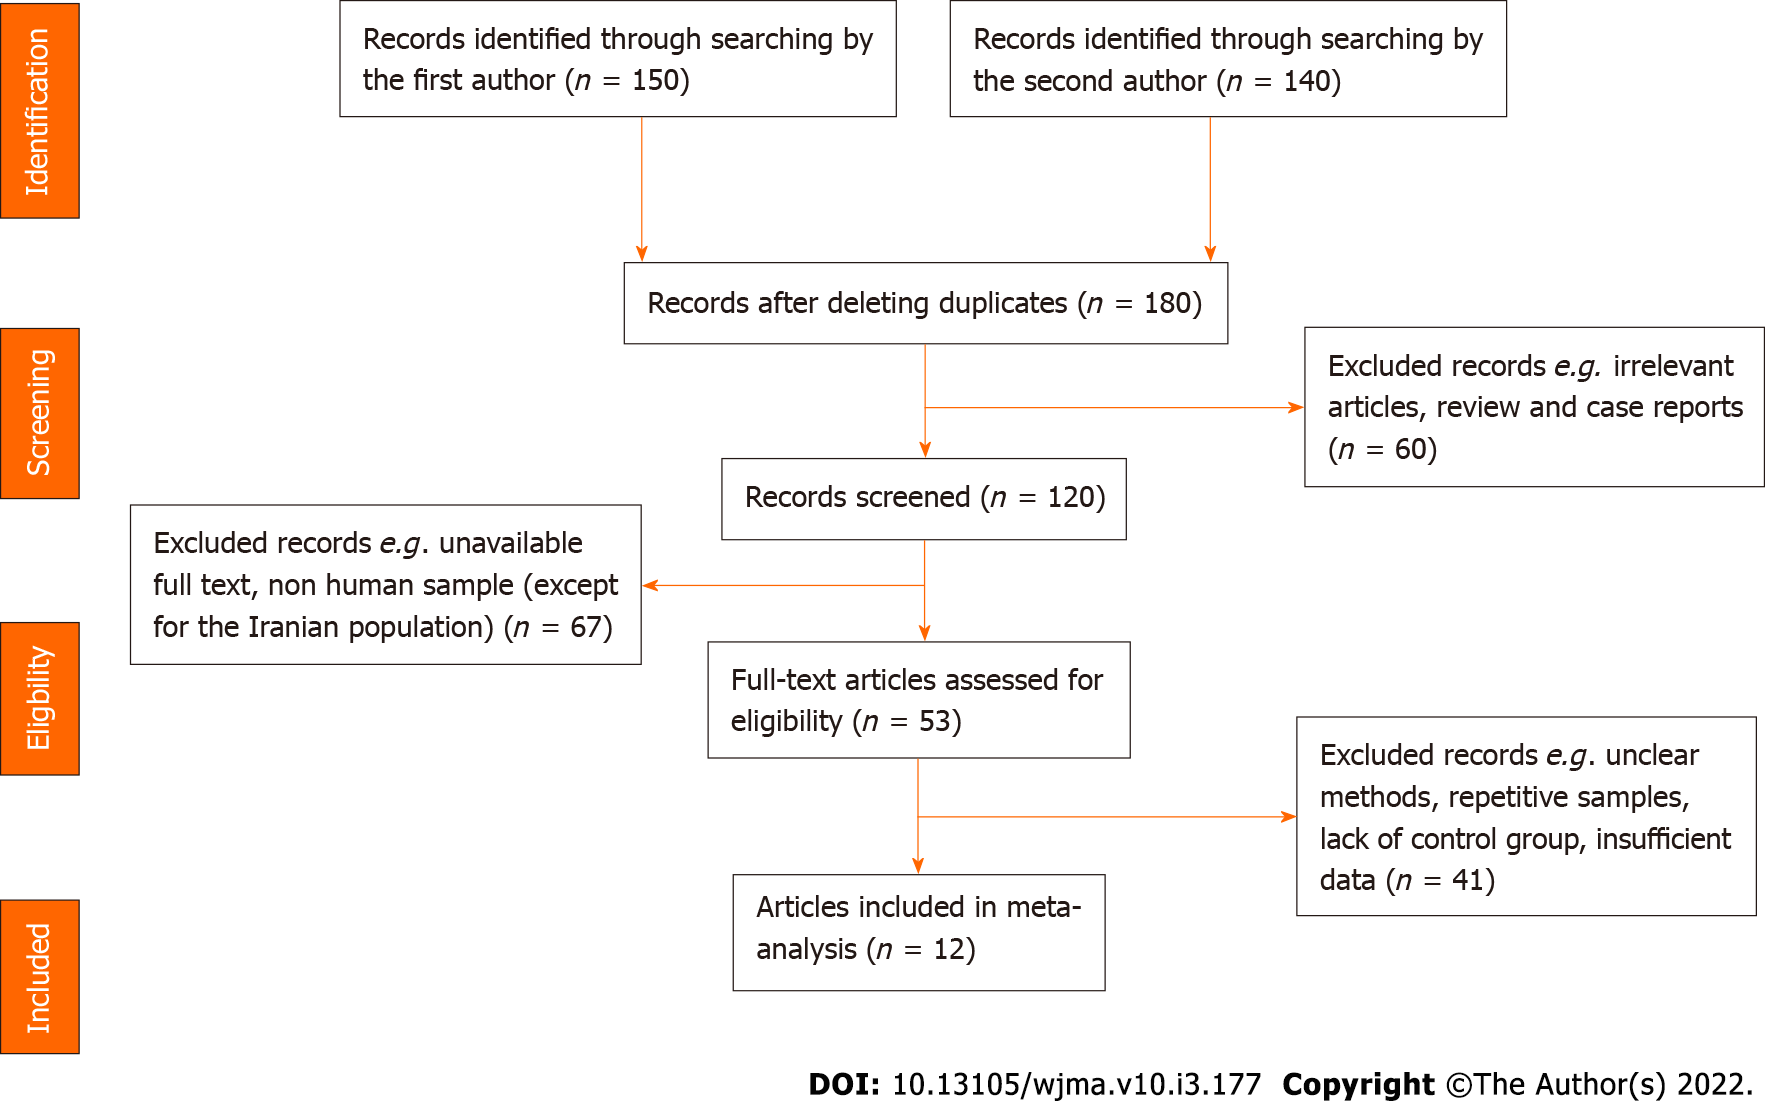 Identification
Records identified through searching by
the first author (n = 150)
Records identified through searching by
the second author (n = 140)
Records after deleting duplicates (n = 180)
Screening
Excluded records e.g. irrelevant
articles, review and case reports
(n = 60)
Records screened (n = 120)
Excluded records e.g. unavailable
full text, non human sample (except
for the Iranian population) (n = 67)
Eligbility
Full-text articles assessed for
eligibility (n = 53)
Excluded records e.g. unclear
methods, repetitive samples,
lack of control group, insufficient
data (n = 41)
Included
Articles included in meta-
analysis (n = 12)
DOI: 10.13105/wjma.v10.i3.177 Copyright ©The Author(s) 2022.